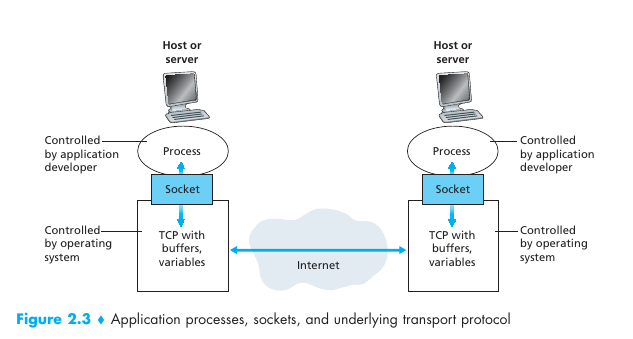 Host or
server
Host or
server
Controlled
by application
developer
Process
Process
Controlled
by application
developer
Socket
Socket
Controlled
by operating
system
TCP with
buffers,
variables
Internet
TCP with
buffers,
variables
Controlled
by operating
system
Figure 2.3 ♦ Application processes, sockets, and underlying transport protocol